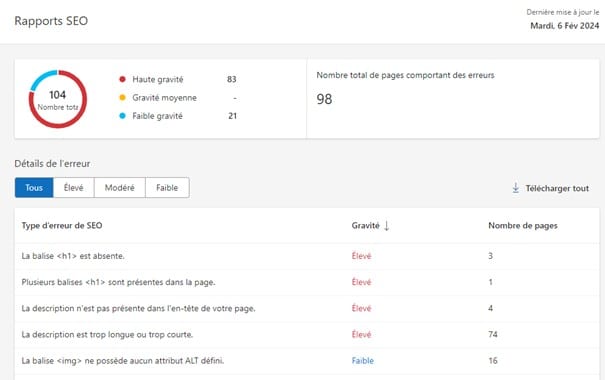 Rapports SEO
Dernière mise à jour le
Mardi, 6 Fév 2024
104
Nombre tota
Haute gravité 83
Gravité moyenne -
Faible gravité 21
Nombre total de pages comportant des erreurs
98
Détails de l'erreur
Tous Élevé Modéré Faible
Télécharger tout
Type d'erreur de SEO Gravité ↓ Nombre de pages
La balise <h1> est absente. Élevé 3
Plusieurs balises <h1> sont présentes dans la page. Élevé 1
La description n'est pas présente dans l'en-tête de votre page. Élevé 4
La description est trop longue ou trop courte. Élevé 74
La balise <img> ne possède aucun attribut ALT défini. Faible 16